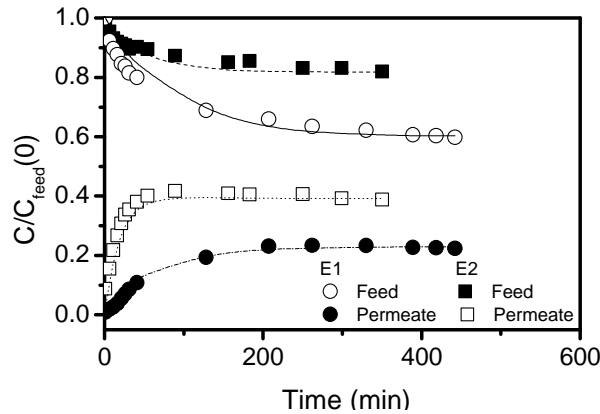 C/C_feed(0)
1.0
0.8
0.6
0.4
0.2
0.0
E1 E2
Feed Feed
Permeate Permeate
0 200 400 600
Time (min)